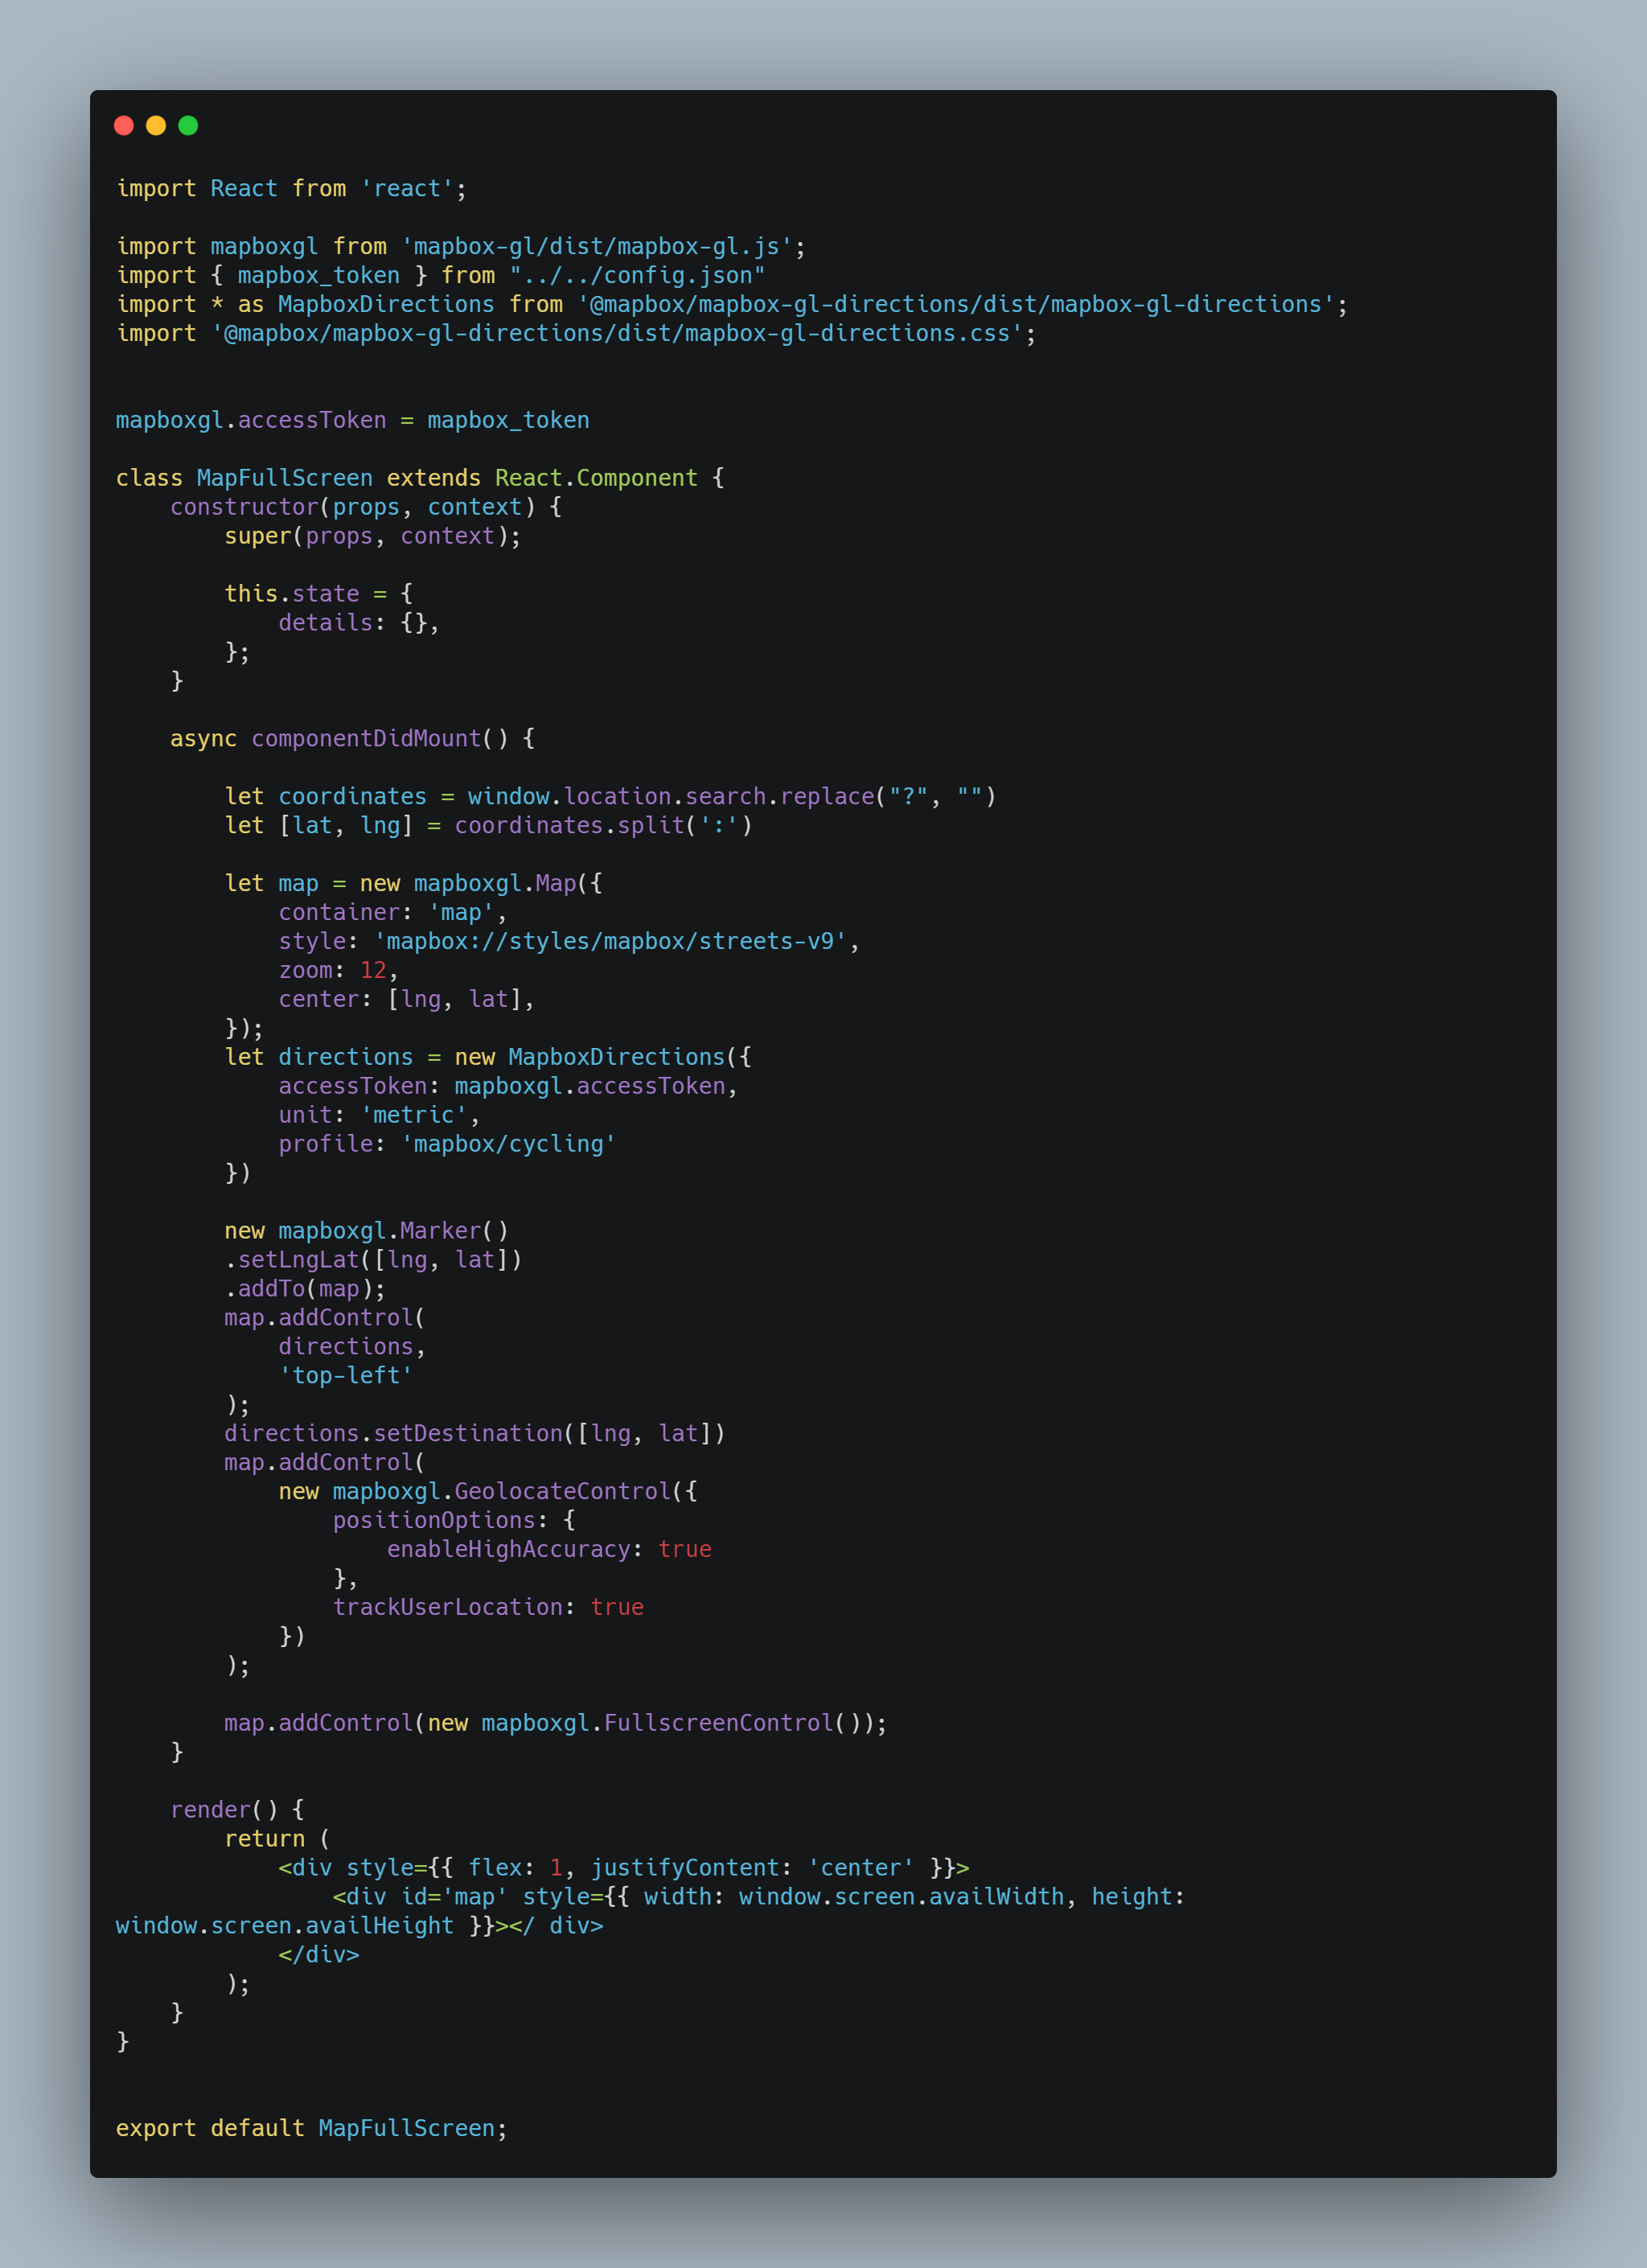 import React from 'react';

import mapboxgl from 'mapbox-gl/dist/mapbox-gl.js';
import { mapbox_token } from "../../config.json"
import * as MapboxDirections from '@mapbox/mapbox-gl-directions/dist/mapbox-gl-directions';
import '@mapbox/mapbox-gl-directions/dist/mapbox-gl-directions.css';


mapboxgl.accessToken = mapbox_token

class MapFullScreen extends React.Component {
    constructor(props, context) {
        super(props, context);

        this.state = {
            details: {},
        };
    }

    async componentDidMount() {

        let coordinates = window.location.search.replace("?", "")
        let [lat, lng] = coordinates.split(':')

        let map = new mapboxgl.Map({
            container: 'map',
            style: 'mapbox://styles/mapbox/streets-v9',
            zoom: 12,
            center: [lng, lat],
        });
        let directions = new MapboxDirections({
            accessToken: mapboxgl.accessToken,
            unit: 'metric',
            profile: 'mapbox/cycling'
        })

        new mapboxgl.Marker()
        .setLngLat([lng, lat])
        .addTo(map);
        map.addControl(
            directions,
            'top-left'
        );
        directions.setDestination([lng, lat])
        map.addControl(
            new mapboxgl.GeolocateControl({
                positionOptions: {
                    enableHighAccuracy: true
                },
                trackUserLocation: true
            })
        );

        map.addControl(new mapboxgl.FullscreenControl());
    }

    render() {
        return (
            <div style={{ flex: 1, justifyContent: 'center' }}>
                <div id='map' style={{ width: window.screen.availWidth, height:
window.screen.availHeight }}></ div>
            </div>
        );
    }
}


export default MapFullScreen;